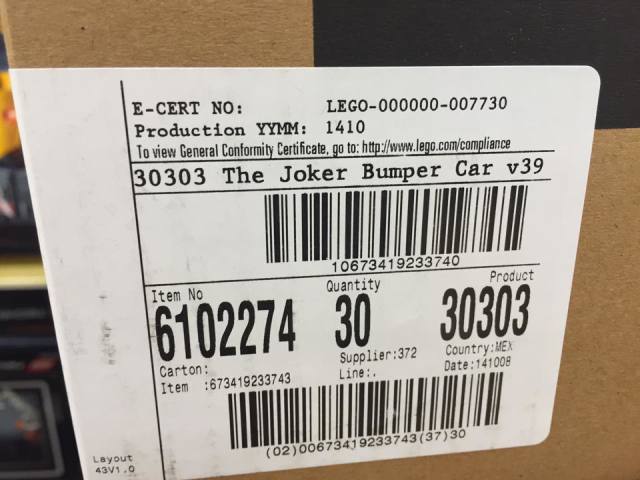 E-CERT NO: LEGO-000000-007730
Production YYMM: 1410
To view General Conformity Certificate, go to: http://www.lego.com/compliance
30303 The Joker Bumper Car v39
10673419233740
Item No Quantity Product
6102274 30 30303
Carton: Supplier:372 Country:MEX
Item :673419233743 Line:. Date:141008
(02)00673419233743(37)30
Layout
43V1.0